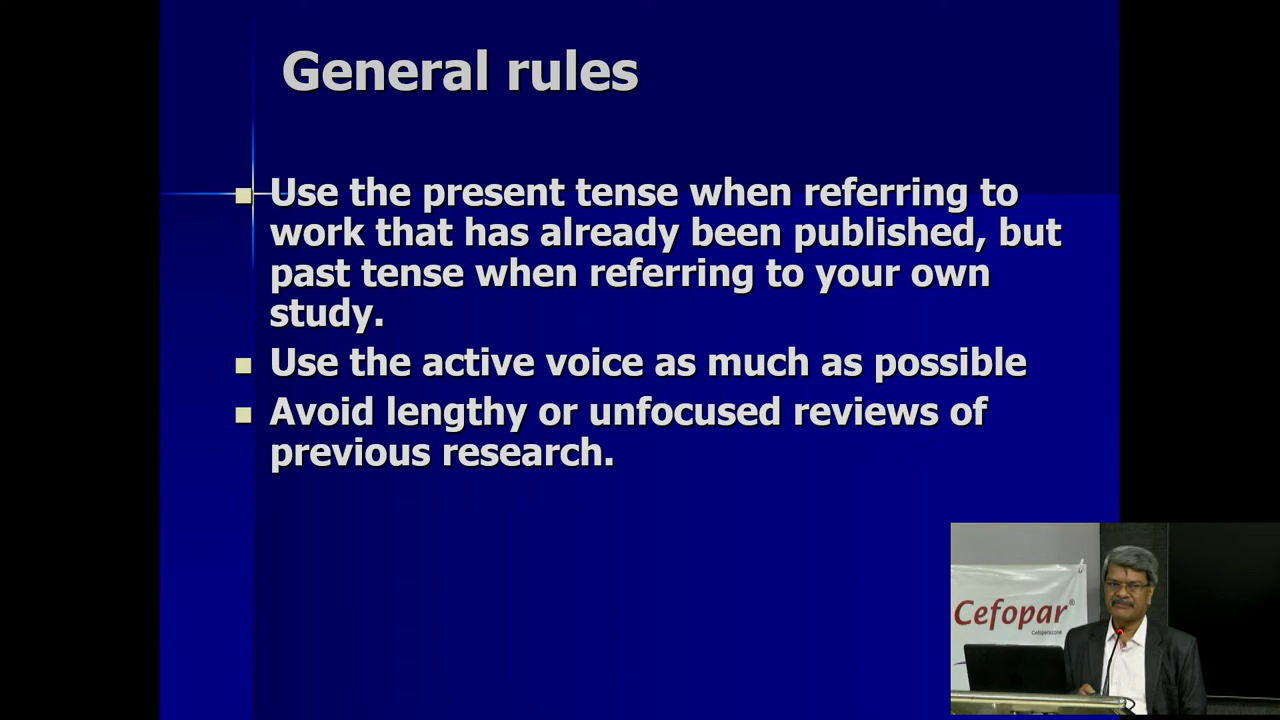 General rules
Use the present tense when referring to
work that has already been published, but
past tense when referring to your own
study.
Use the active voice as much as possible
Avoid lengthy or unfocused reviews of
previous research.
Cefopar®
Cefoperazone